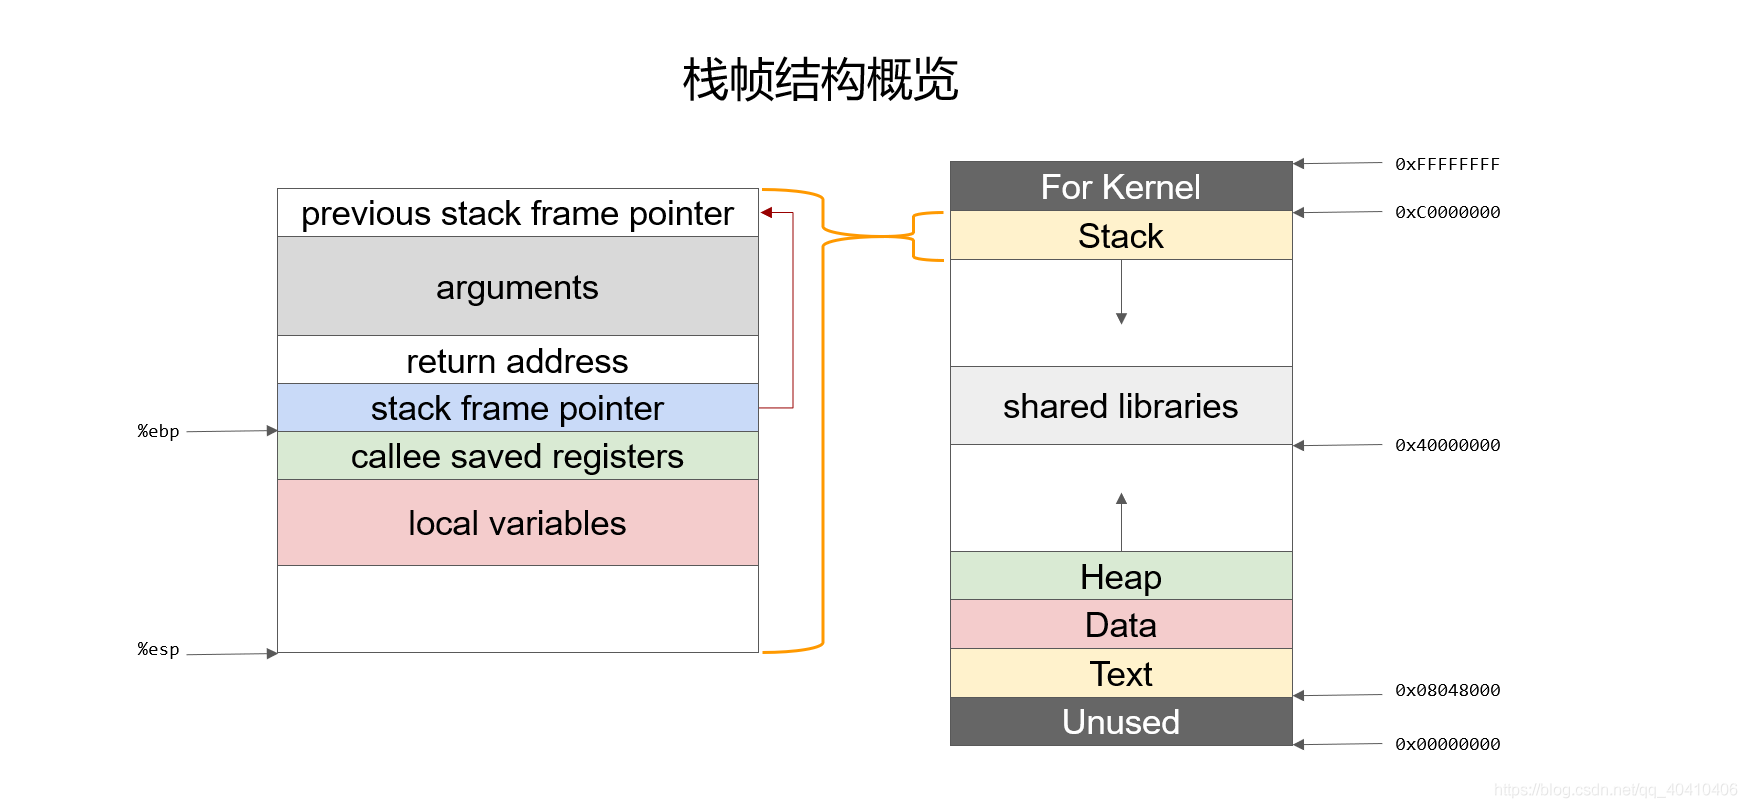 栈帧结构概览
previous stack frame pointer
arguments
return address
stack frame pointer
callee saved registers
local variables
%ebp
%esp
For Kernel
Stack
shared libraries
Heap
Data
Text
Unused
0xFFFFFFFF
0xC0000000
0x40000000
0x08048000
0x00000000
https://blog.csdn.net/qq_40410406